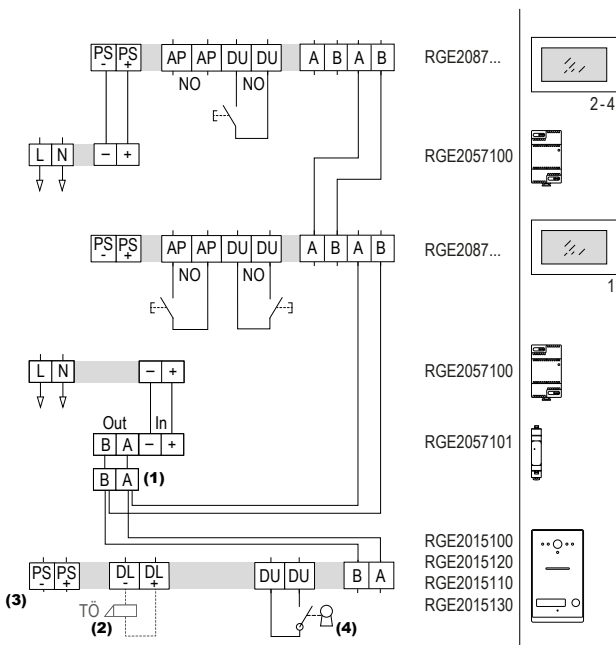 PS - PS + AP AP DU DU A B A B RGE2087...
NO NO
2-4
L N – + RGE2057100
PS - PS + AP AP DU DU A B A B RGE2087...
NO NO
1
L N – + RGE2057100
Out In
B A – + RGE2057101
B A (1)
RGE2015100
RGE2015120
PS - PS + DL - DL + DU DU B A RGE2015110
(3) RGE2015130
TÖ (2) (4)